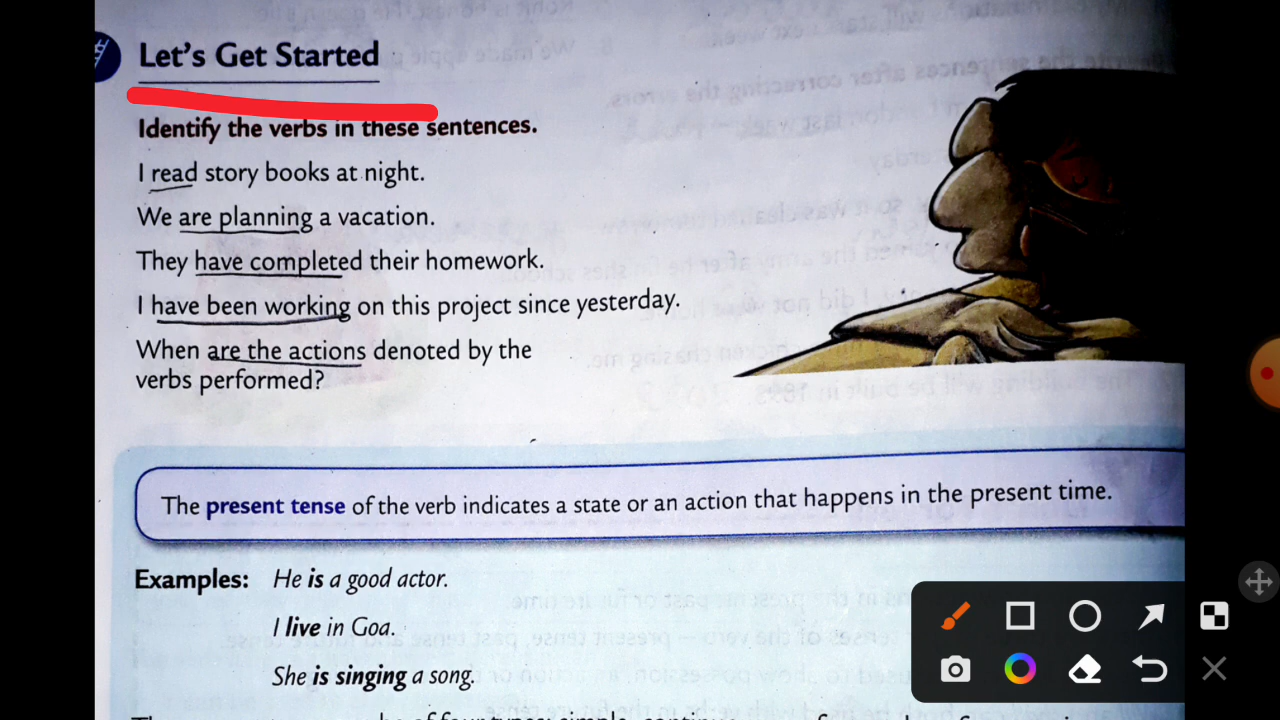 Let's Get Started
Identify the verbs in these sentences.
I read story books at night.
We are planning a vacation.
They have completed their homework.
I have been working on this project since yesterday.
When are the actions denoted by the
verbs performed?
The present tense of the verb indicates a state or an action that happens in the present time.
Examples: He is a good actor.
I live in Goa.
She is singing a song.